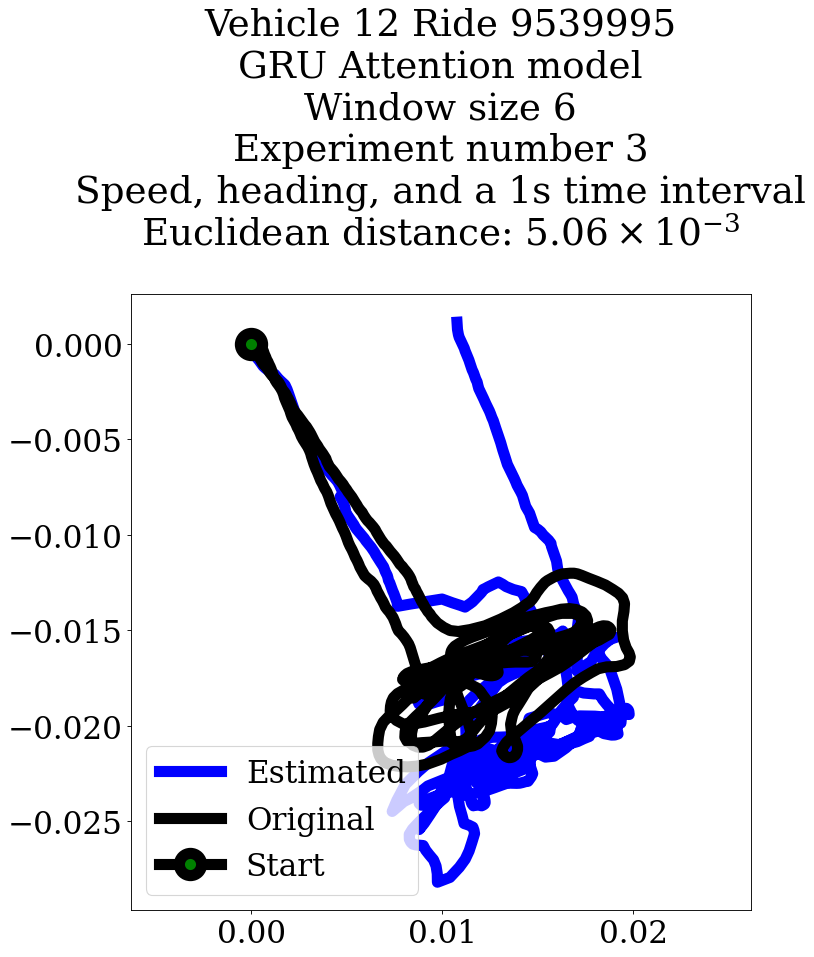 Vehicle 12 Ride 9539995
GRU Attention model
Window size 6
Experiment number 3
Speed, heading, and a 1s time interval
Euclidean distance: 5.06 × 10⁻³
0.000
−0.005
−0.010
−0.015
−0.020
−0.025
Estimated
Original
Start
0.00 0.01 0.02